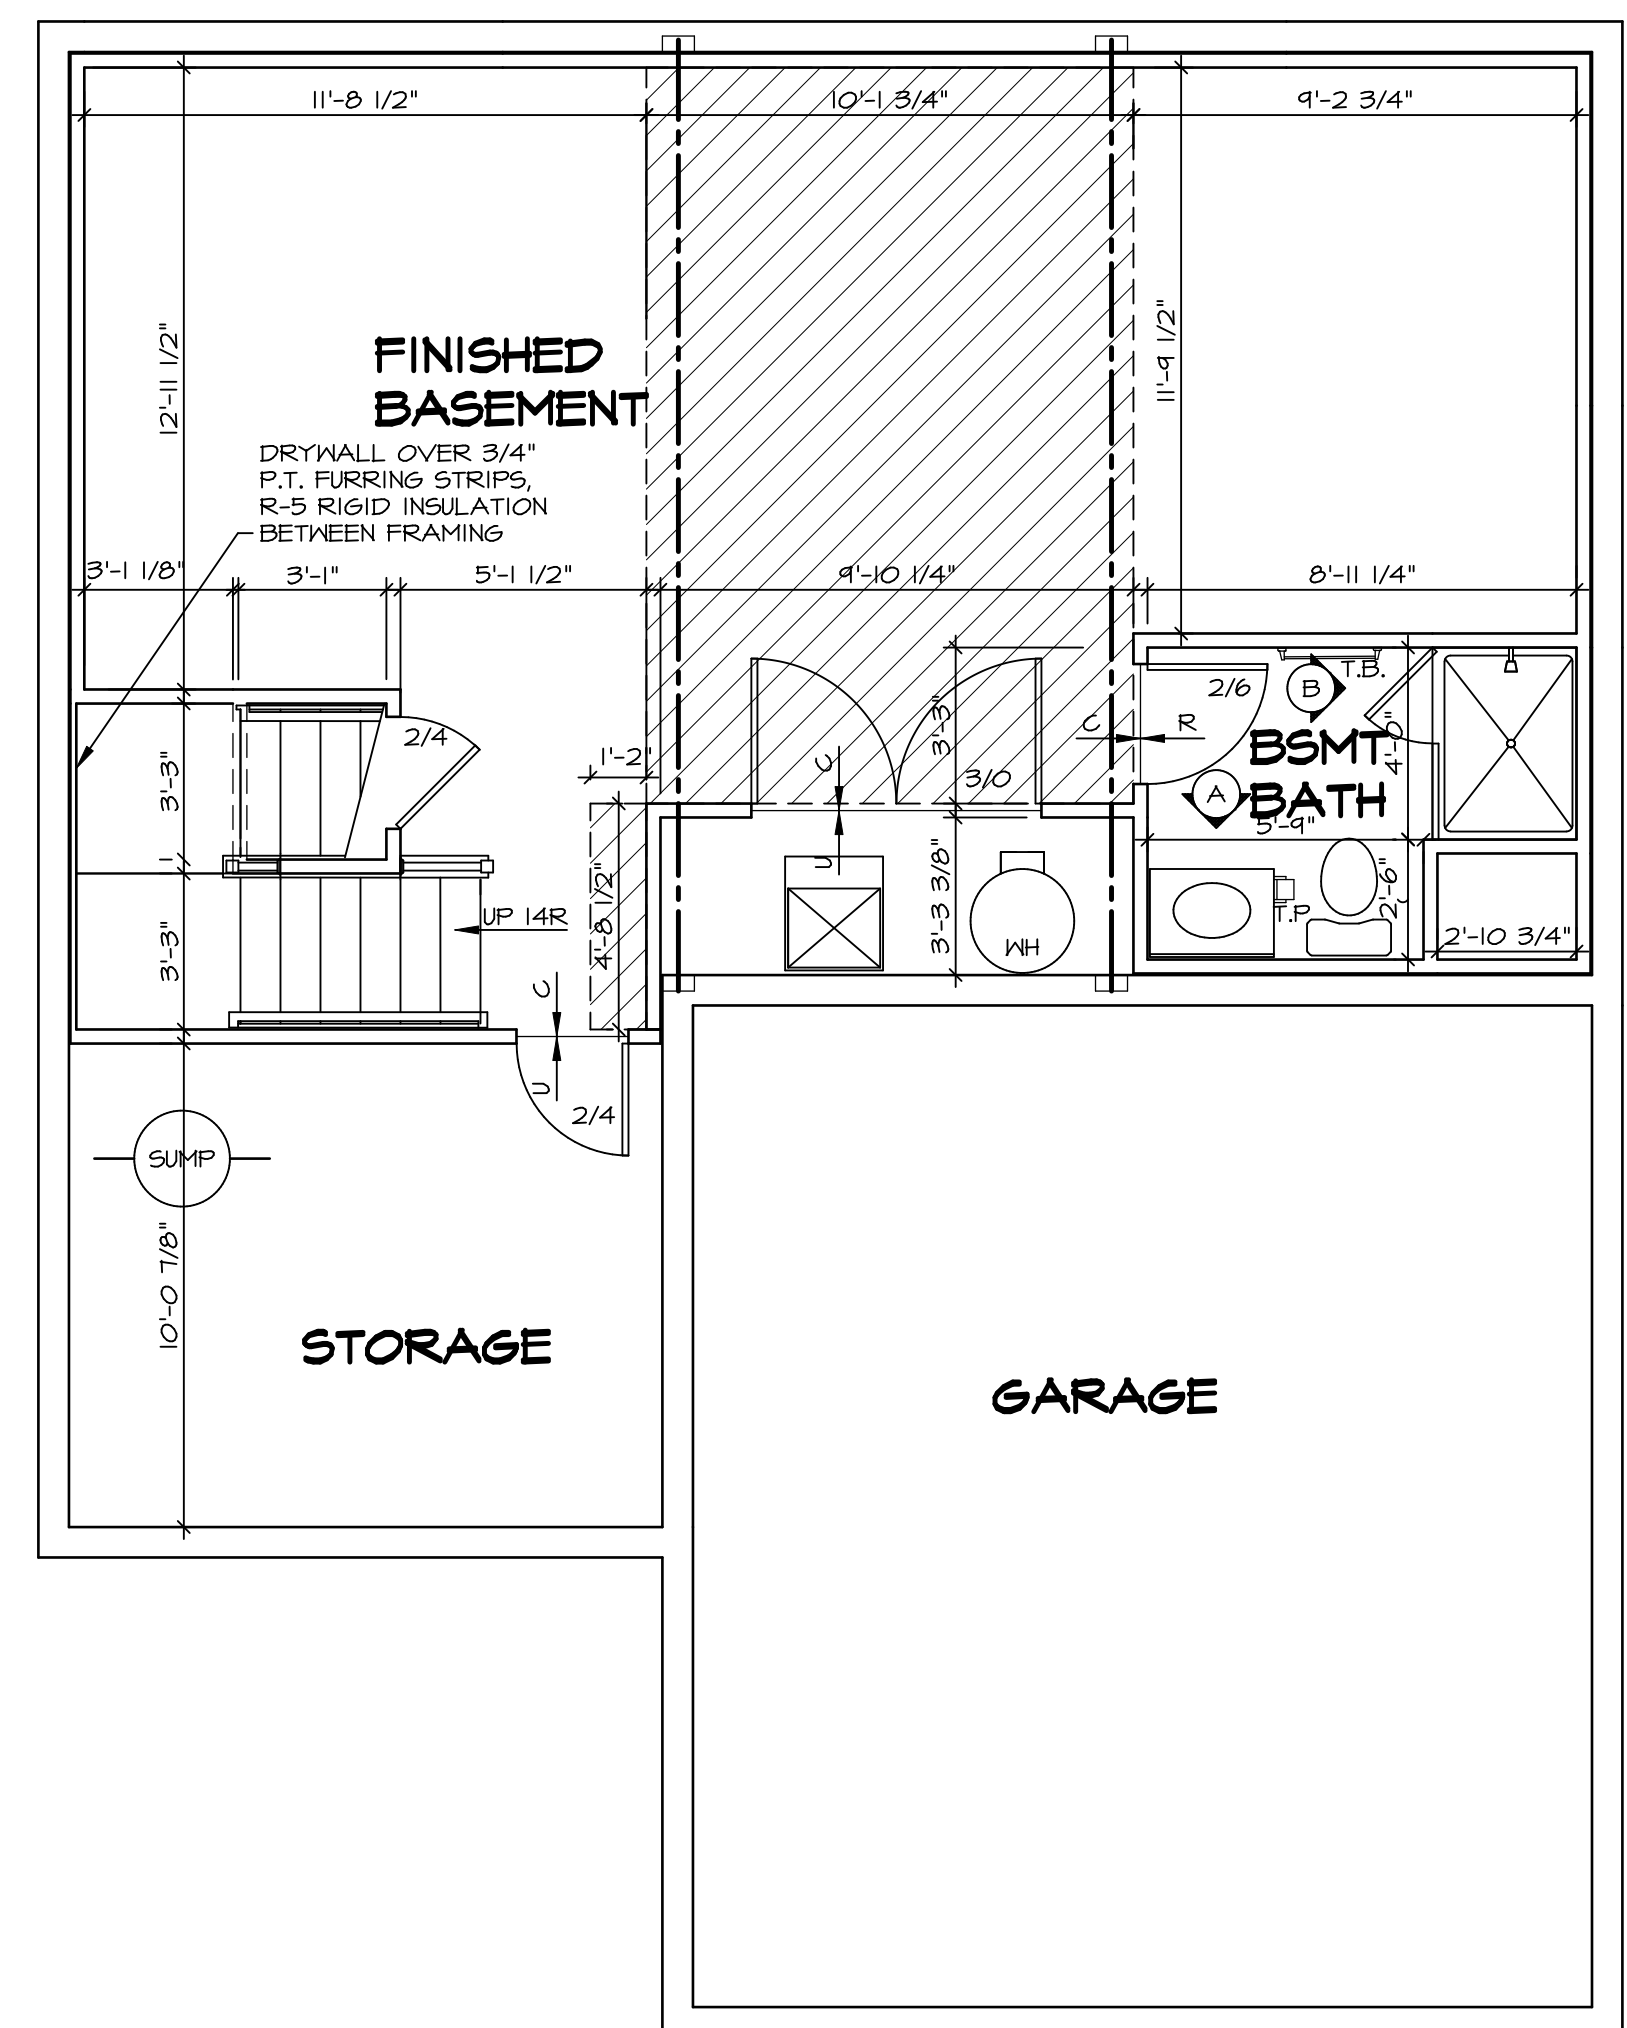 11'-8 1/2"
10'-1 3/4"
9'-2 3/4"
12'-11 1/2"
11'-9 1/2"
FINISHED
BASEMENT
DRYWALL OVER 3/4"
P.T. FURRING STRIPS,
R-5 RIGID INSULATION
BETWEEN FRAMING
3'-1 1/8"
3'-1"
5'-1 1/2"
9'-10 1/4"
8'-11 1/4"
2/4
1'-2"
3'-3"
C
U
3'-3"
3/0
C
R
2/6
B
T.B.
BSMT
BATH
4'-0"
A
5'-9"
3'-3"
UP 14R
4'-8 1/2"
3'-3 3/8"
WH
T.P.
2'-6"
2'-10 3/4"
C
U
2/4
SUMP
10'-0 7/8"
STORAGE
GARAGE